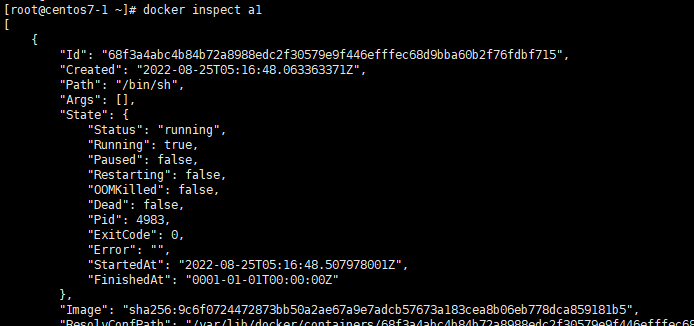 [root@centos7-1 ~]# docker inspect a1
[
    {
        "Id": "68f3a4abc4b84b72a8988edc2f30579e9f446efffec68d9bba60b2f76fdbf715",
        "Created": "2022-08-25T05:16:48.063363371Z",
        "Path": "/bin/sh",
        "Args": [],
        "State": {
            "Status": "running",
            "Running": true,
            "Paused": false,
            "Restarting": false,
            "OOMKilled": false,
            "Dead": false,
            "Pid": 4983,
            "ExitCode": 0,
            "Error": "",
            "StartedAt": "2022-08-25T05:16:48.507978001Z",
            "FinishedAt": "0001-01-01T00:00:00Z"
        },
        "Image": "sha256:9c6f0724472873bb50a2ae67a9e7adcb57673a183cea8b06eb778dca859181b5",
        "ResolvConfPath": "/var/lib/docker/containers/68f3a4abc4b84b72a8988edc2f30579e9f446efffec68